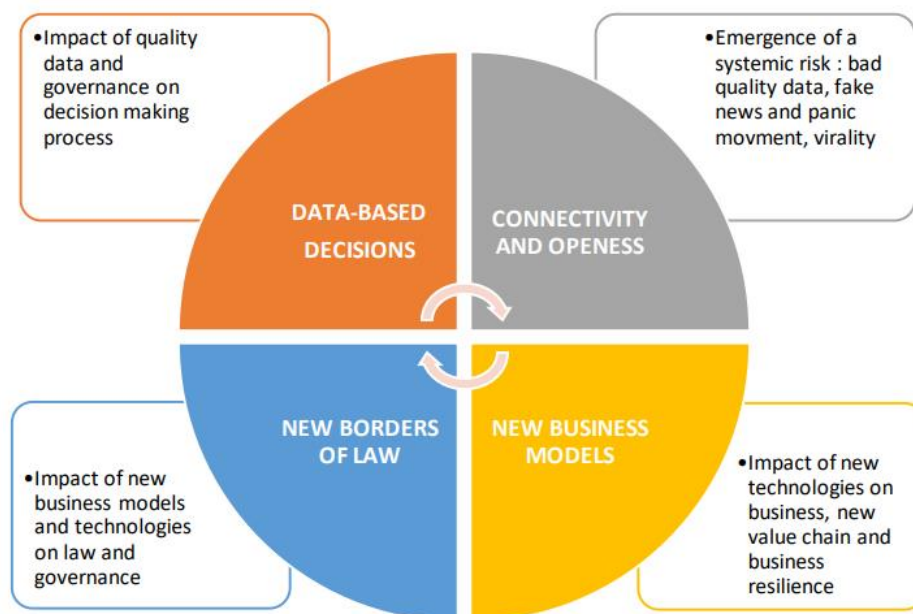 •Impact of quality
data and
governance on
decision making
process
•Emergence of a
systemic risk : bad
quality data, fake
news and panic
movment, virality
DATA-BASED
DECISIONS
CONNECTIVITY
AND OPENESS
NEW BORDERS
OF LAW
NEW BUSINESS
MODELS
•Impact of new
business models
and technologies
on law and
governance
•Impact of new
technologies on
business, new
value chain and
business
resilience